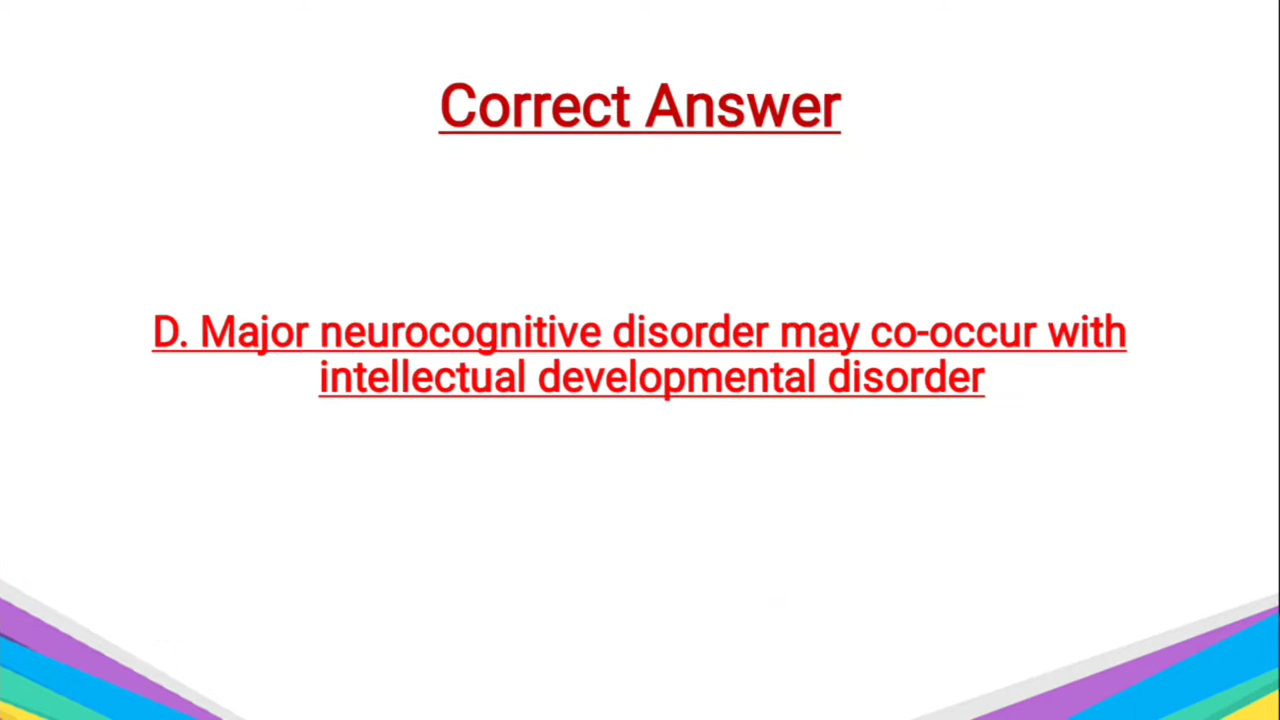 Correct Answer
D. Major neurocognitive disorder may co-occur with
intellectual developmental disorder